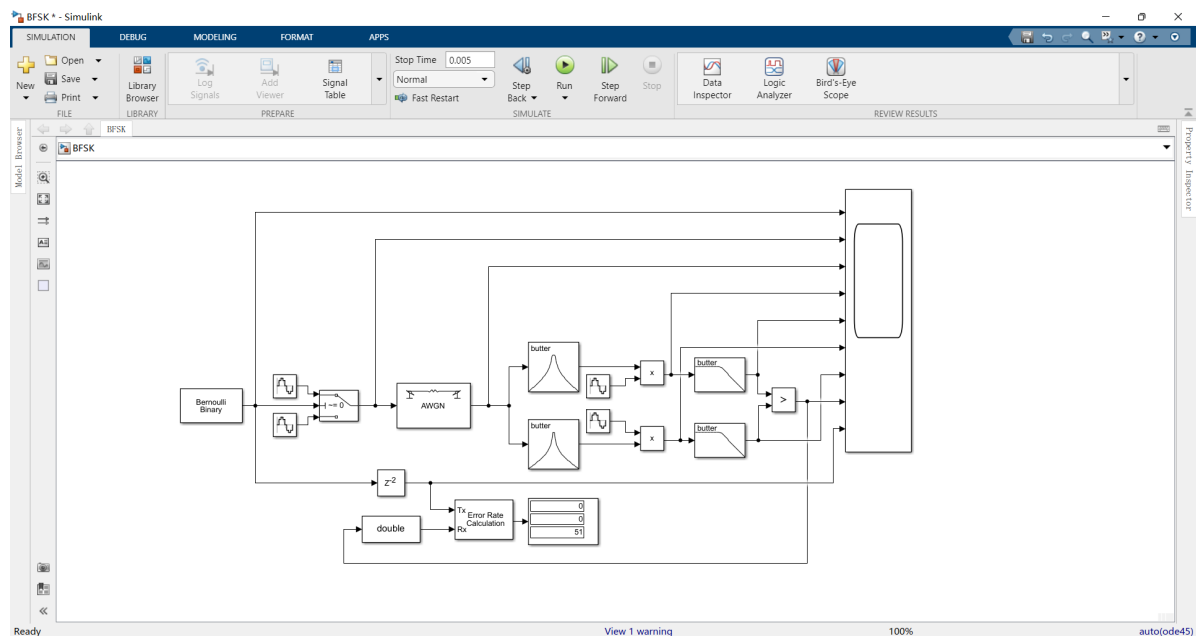 BFSK * - Simulink
SIMULATION DEBUG MODELING FORMAT APPS
New
Open
Save
Print
FILE
Library Browser
LIBRARY
Log Signals
Add Viewer
Signal Table
PREPARE
Stop Time 0.005
Normal
Fast Restart
Step Back
Run
Step Forward
Stop
SIMULATE
Data Inspector
Logic Analyzer
Bird's-Eye Scope
REVIEW RESULTS
Model Browser
BFSK
BFSK
Property Inspector
butter
x
butter
Bernoulli
Binary
~= 0
AWGN
>
butter
x
butter
Z-2
Tx
Rx
Error Rate
Calculation
0
0
51
double
Ready
View 1 warning
100%
auto(ode45)